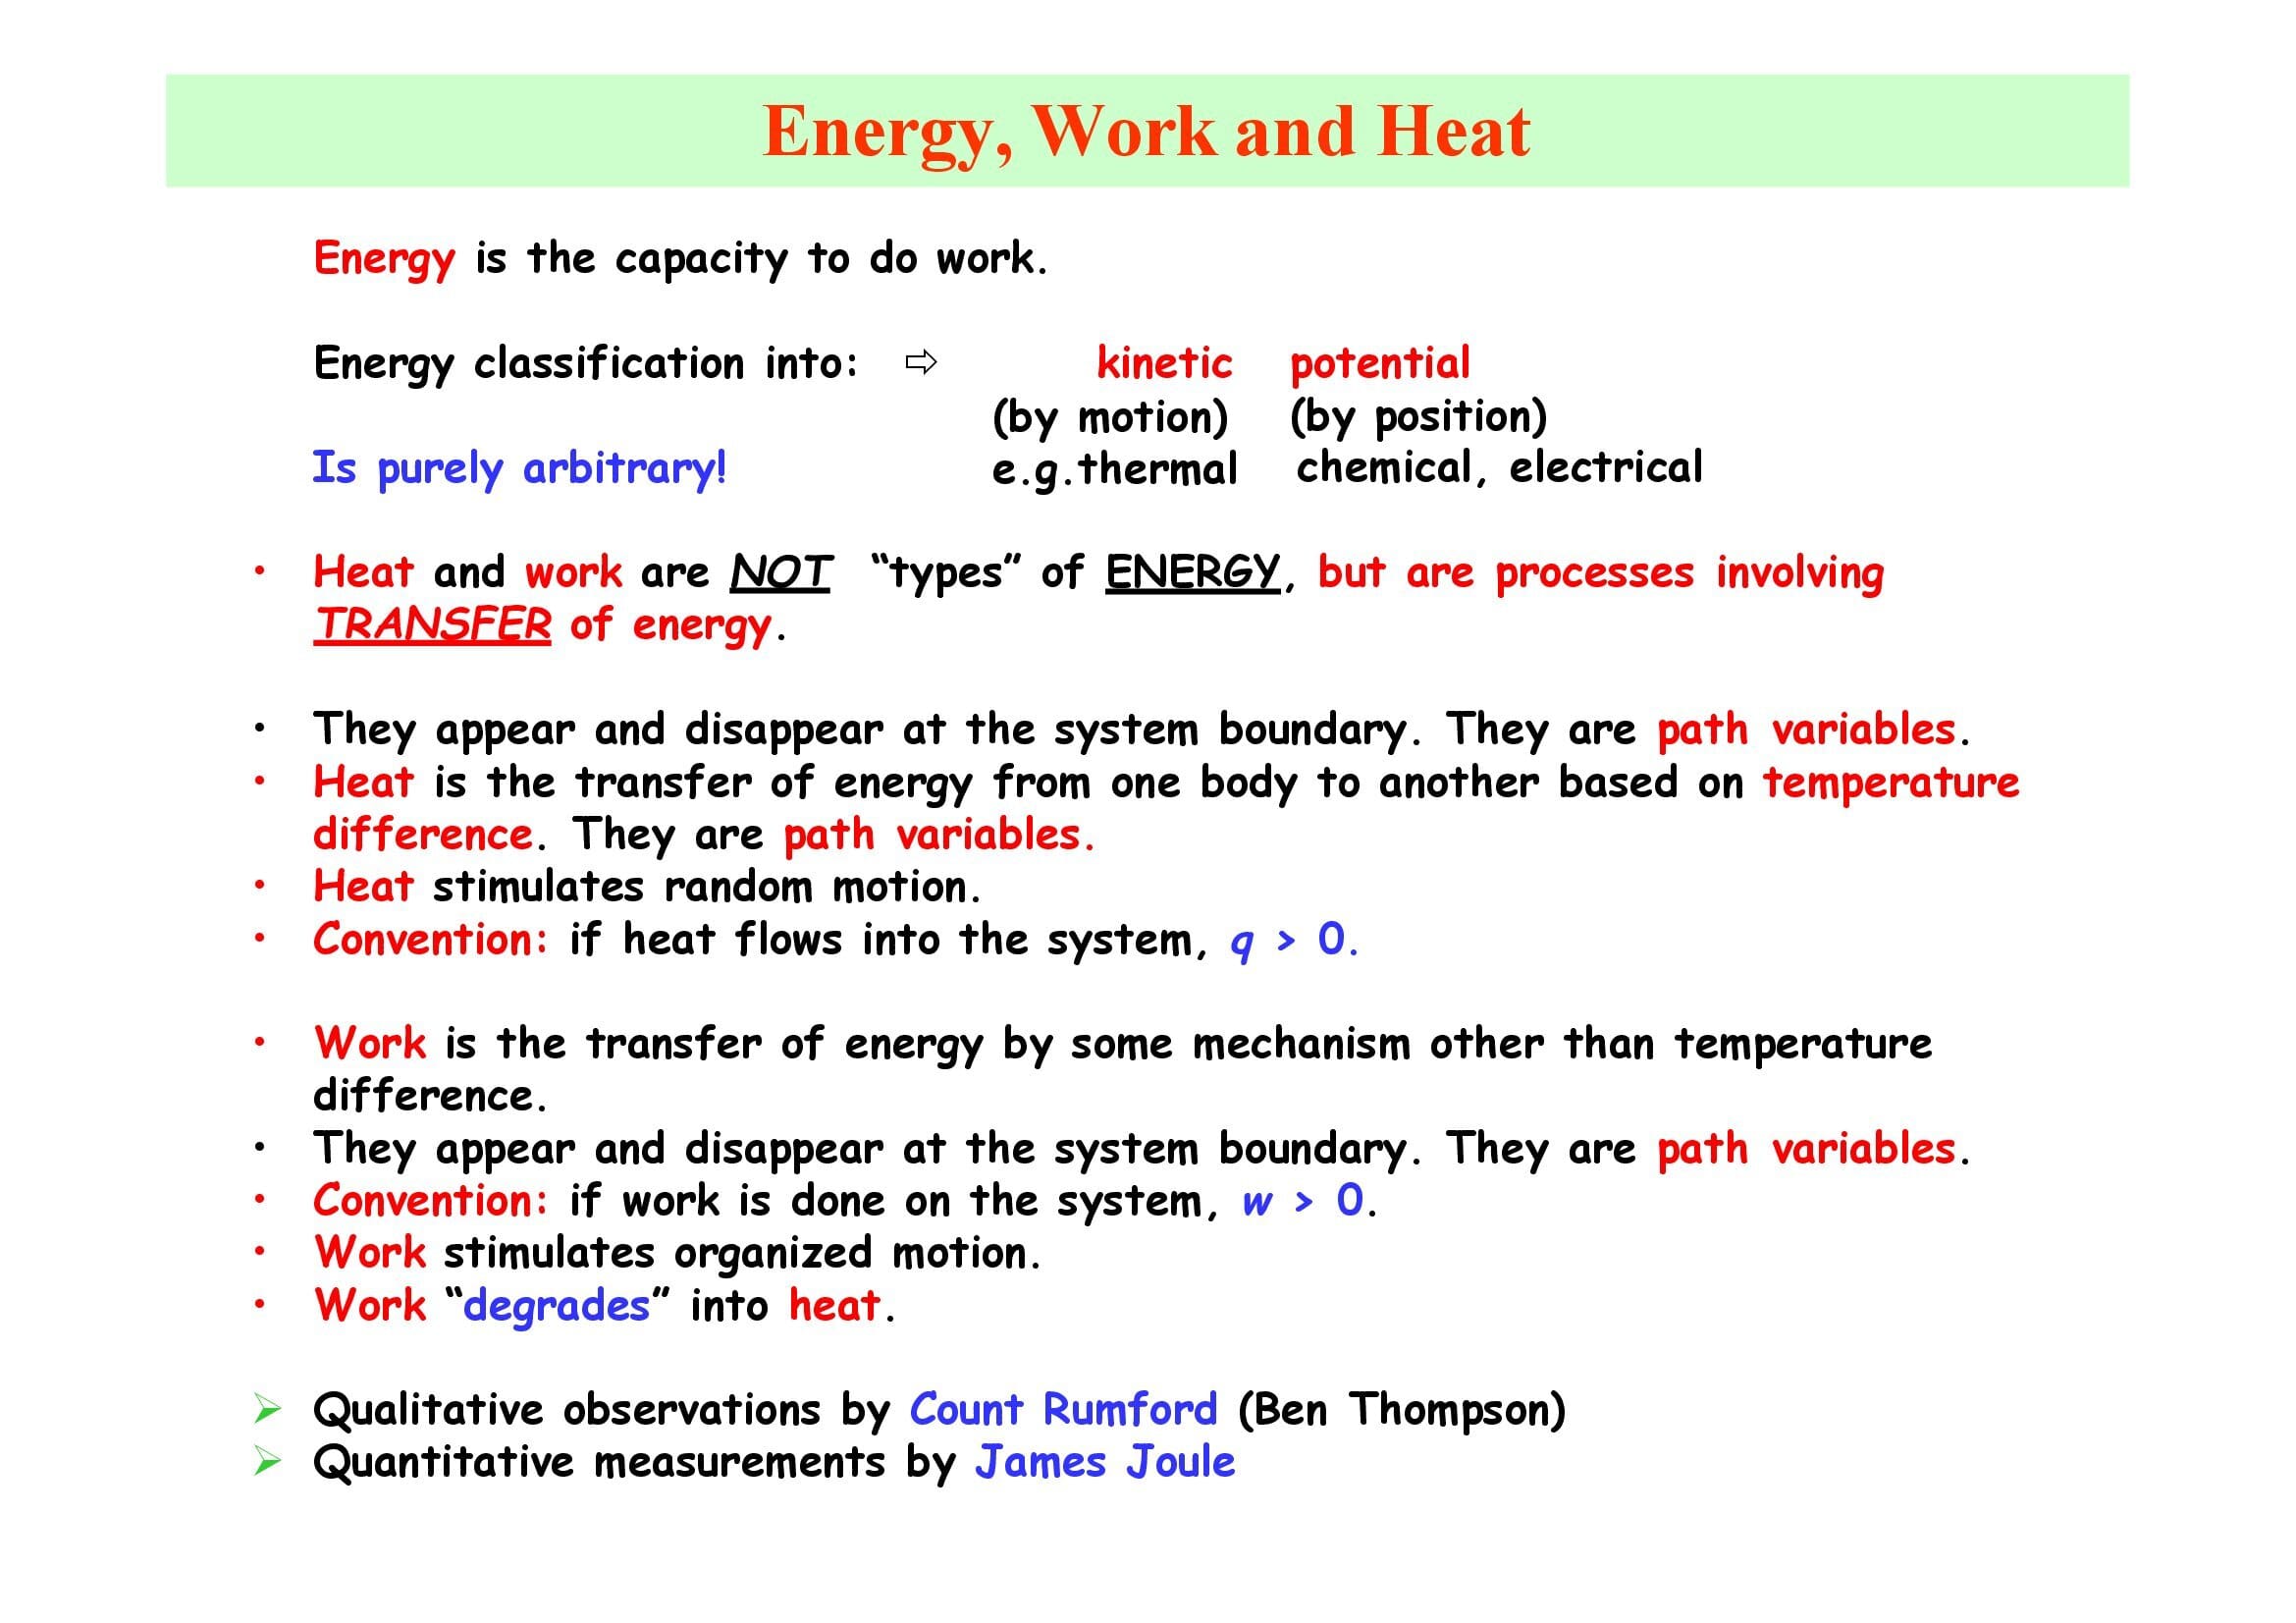 Energy, Work and Heat
Energy is the capacity to do work.
Energy classification into: ⇨ kinetic potential
(by motion) (by position)
Is purely arbitrary! e.g.thermal chemical, electrical
• Heat and work are NOT “types” of ENERGY, but are processes involving
TRANSFER of energy.
• They appear and disappear at the system boundary. They are path variables.
• Heat is the transfer of energy from one body to another based on temperature
difference. They are path variables.
• Heat stimulates random motion.
• Convention: if heat flows into the system, q > 0.
• Work is the transfer of energy by some mechanism other than temperature
difference.
• They appear and disappear at the system boundary. They are path variables.
• Convention: if work is done on the system, w > 0.
• Work stimulates organized motion.
• Work “degrades” into heat.
➢ Qualitative observations by Count Rumford (Ben Thompson)
➢ Quantitative measurements by James Joule